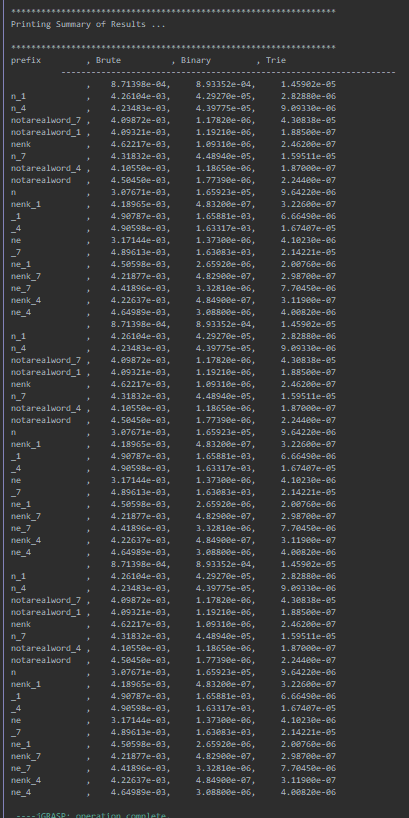 *****************************************************************
Printing Summary of Results ...
*****************************************************************
prefix , Brute , Binary , Trie
-------------------------------------------------------------------
, 8.71398e-04, 8.93352e-04, 1.45902e-05
n_1 , 4.26104e-03, 4.29270e-05, 2.82880e-06
n_4 , 4.23483e-03, 4.39775e-05, 9.09330e-06
notarealword_7 , 4.09872e-03, 1.17820e-06, 4.30838e-05
notarealword_1 , 4.09321e-03, 1.19210e-06, 1.88500e-07
nenk , 4.62217e-03, 1.09310e-06, 2.46200e-07
n_7 , 4.31832e-03, 4.48940e-05, 1.59511e-05
notarealword_4 , 4.10550e-03, 1.18650e-06, 1.87000e-07
notarealword , 4.50450e-03, 1.77390e-06, 2.24400e-07
n , 3.07671e-03, 1.65923e-05, 9.64220e-06
nenk_1 , 4.18965e-03, 4.83200e-07, 3.22600e-07
_1 , 4.90787e-03, 1.65881e-03, 6.66490e-06
_4 , 4.90598e-03, 1.63317e-03, 1.67407e-05
ne , 3.17144e-03, 1.37300e-06, 4.10230e-06
_7 , 4.89613e-03, 1.63083e-03, 2.14221e-05
ne_1 , 4.50598e-03, 2.65920e-06, 2.00760e-06
nenk_7 , 4.21877e-03, 4.82900e-07, 2.98700e-07
ne_7 , 4.41896e-03, 3.32810e-06, 7.70450e-06
nenk_4 , 4.22637e-03, 4.84900e-07, 3.11900e-07
ne_4 , 4.64989e-03, 3.08800e-06, 4.00820e-06
, 8.71398e-04, 8.93352e-04, 1.45902e-05
n_1 , 4.26104e-03, 4.29270e-05, 2.82880e-06
n_4 , 4.23483e-03, 4.39775e-05, 9.09330e-06
notarealword_7 , 4.09872e-03, 1.17820e-06, 4.30838e-05
notarealword_1 , 4.09321e-03, 1.19210e-06, 1.88500e-07
nenk , 4.62217e-03, 1.09310e-06, 2.46200e-07
n_7 , 4.31832e-03, 4.48940e-05, 1.59511e-05
notarealword_4 , 4.10550e-03, 1.18650e-06, 1.87000e-07
notarealword , 4.50450e-03, 1.77390e-06, 2.24400e-07
n , 3.07671e-03, 1.65923e-05, 9.64220e-06
nenk_1 , 4.18965e-03, 4.83200e-07, 3.22600e-07
_1 , 4.90787e-03, 1.65881e-03, 6.66490e-06
_4 , 4.90598e-03, 1.63317e-03, 1.67407e-05
ne , 3.17144e-03, 1.37300e-06, 4.10230e-06
_7 , 4.89613e-03, 1.63083e-03, 2.14221e-05
ne_1 , 4.50598e-03, 2.65920e-06, 2.00760e-06
nenk_7 , 4.21877e-03, 4.82900e-07, 2.98700e-07
ne_7 , 4.41896e-03, 3.32810e-06, 7.70450e-06
nenk_4 , 4.22637e-03, 4.84900e-07, 3.11900e-07
ne_4 , 4.64989e-03, 3.08800e-06, 4.00820e-06
, 8.71398e-04, 8.93352e-04, 1.45902e-05
n_1 , 4.26104e-03, 4.29270e-05, 2.82880e-06
n_4 , 4.23483e-03, 4.39775e-05, 9.09330e-06
notarealword_7 , 4.09872e-03, 1.17820e-06, 4.30838e-05
notarealword_1 , 4.09321e-03, 1.19210e-06, 1.88500e-07
nenk , 4.62217e-03, 1.09310e-06, 2.46200e-07
n_7 , 4.31832e-03, 4.48940e-05, 1.59511e-05
notarealword_4 , 4.10550e-03, 1.18650e-06, 1.87000e-07
notarealword , 4.50450e-03, 1.77390e-06, 2.24400e-07
n , 3.07671e-03, 1.65923e-05, 9.64220e-06
nenk_1 , 4.18965e-03, 4.83200e-07, 3.22600e-07
_1 , 4.90787e-03, 1.65881e-03, 6.66490e-06
_4 , 4.90598e-03, 1.63317e-03, 1.67407e-05
ne , 3.17144e-03, 1.37300e-06, 4.10230e-06
_7 , 4.89613e-03, 1.63083e-03, 2.14221e-05
ne_1 , 4.50598e-03, 2.65920e-06, 2.00760e-06
nenk_7 , 4.21877e-03, 4.82900e-07, 2.98700e-07
ne_7 , 4.41896e-03, 3.32810e-06, 7.70450e-06
nenk_4 , 4.22637e-03, 4.84900e-07, 3.11900e-07
ne_4 , 4.64989e-03, 3.08800e-06, 4.00820e-06
----jGRASP: operation complete.